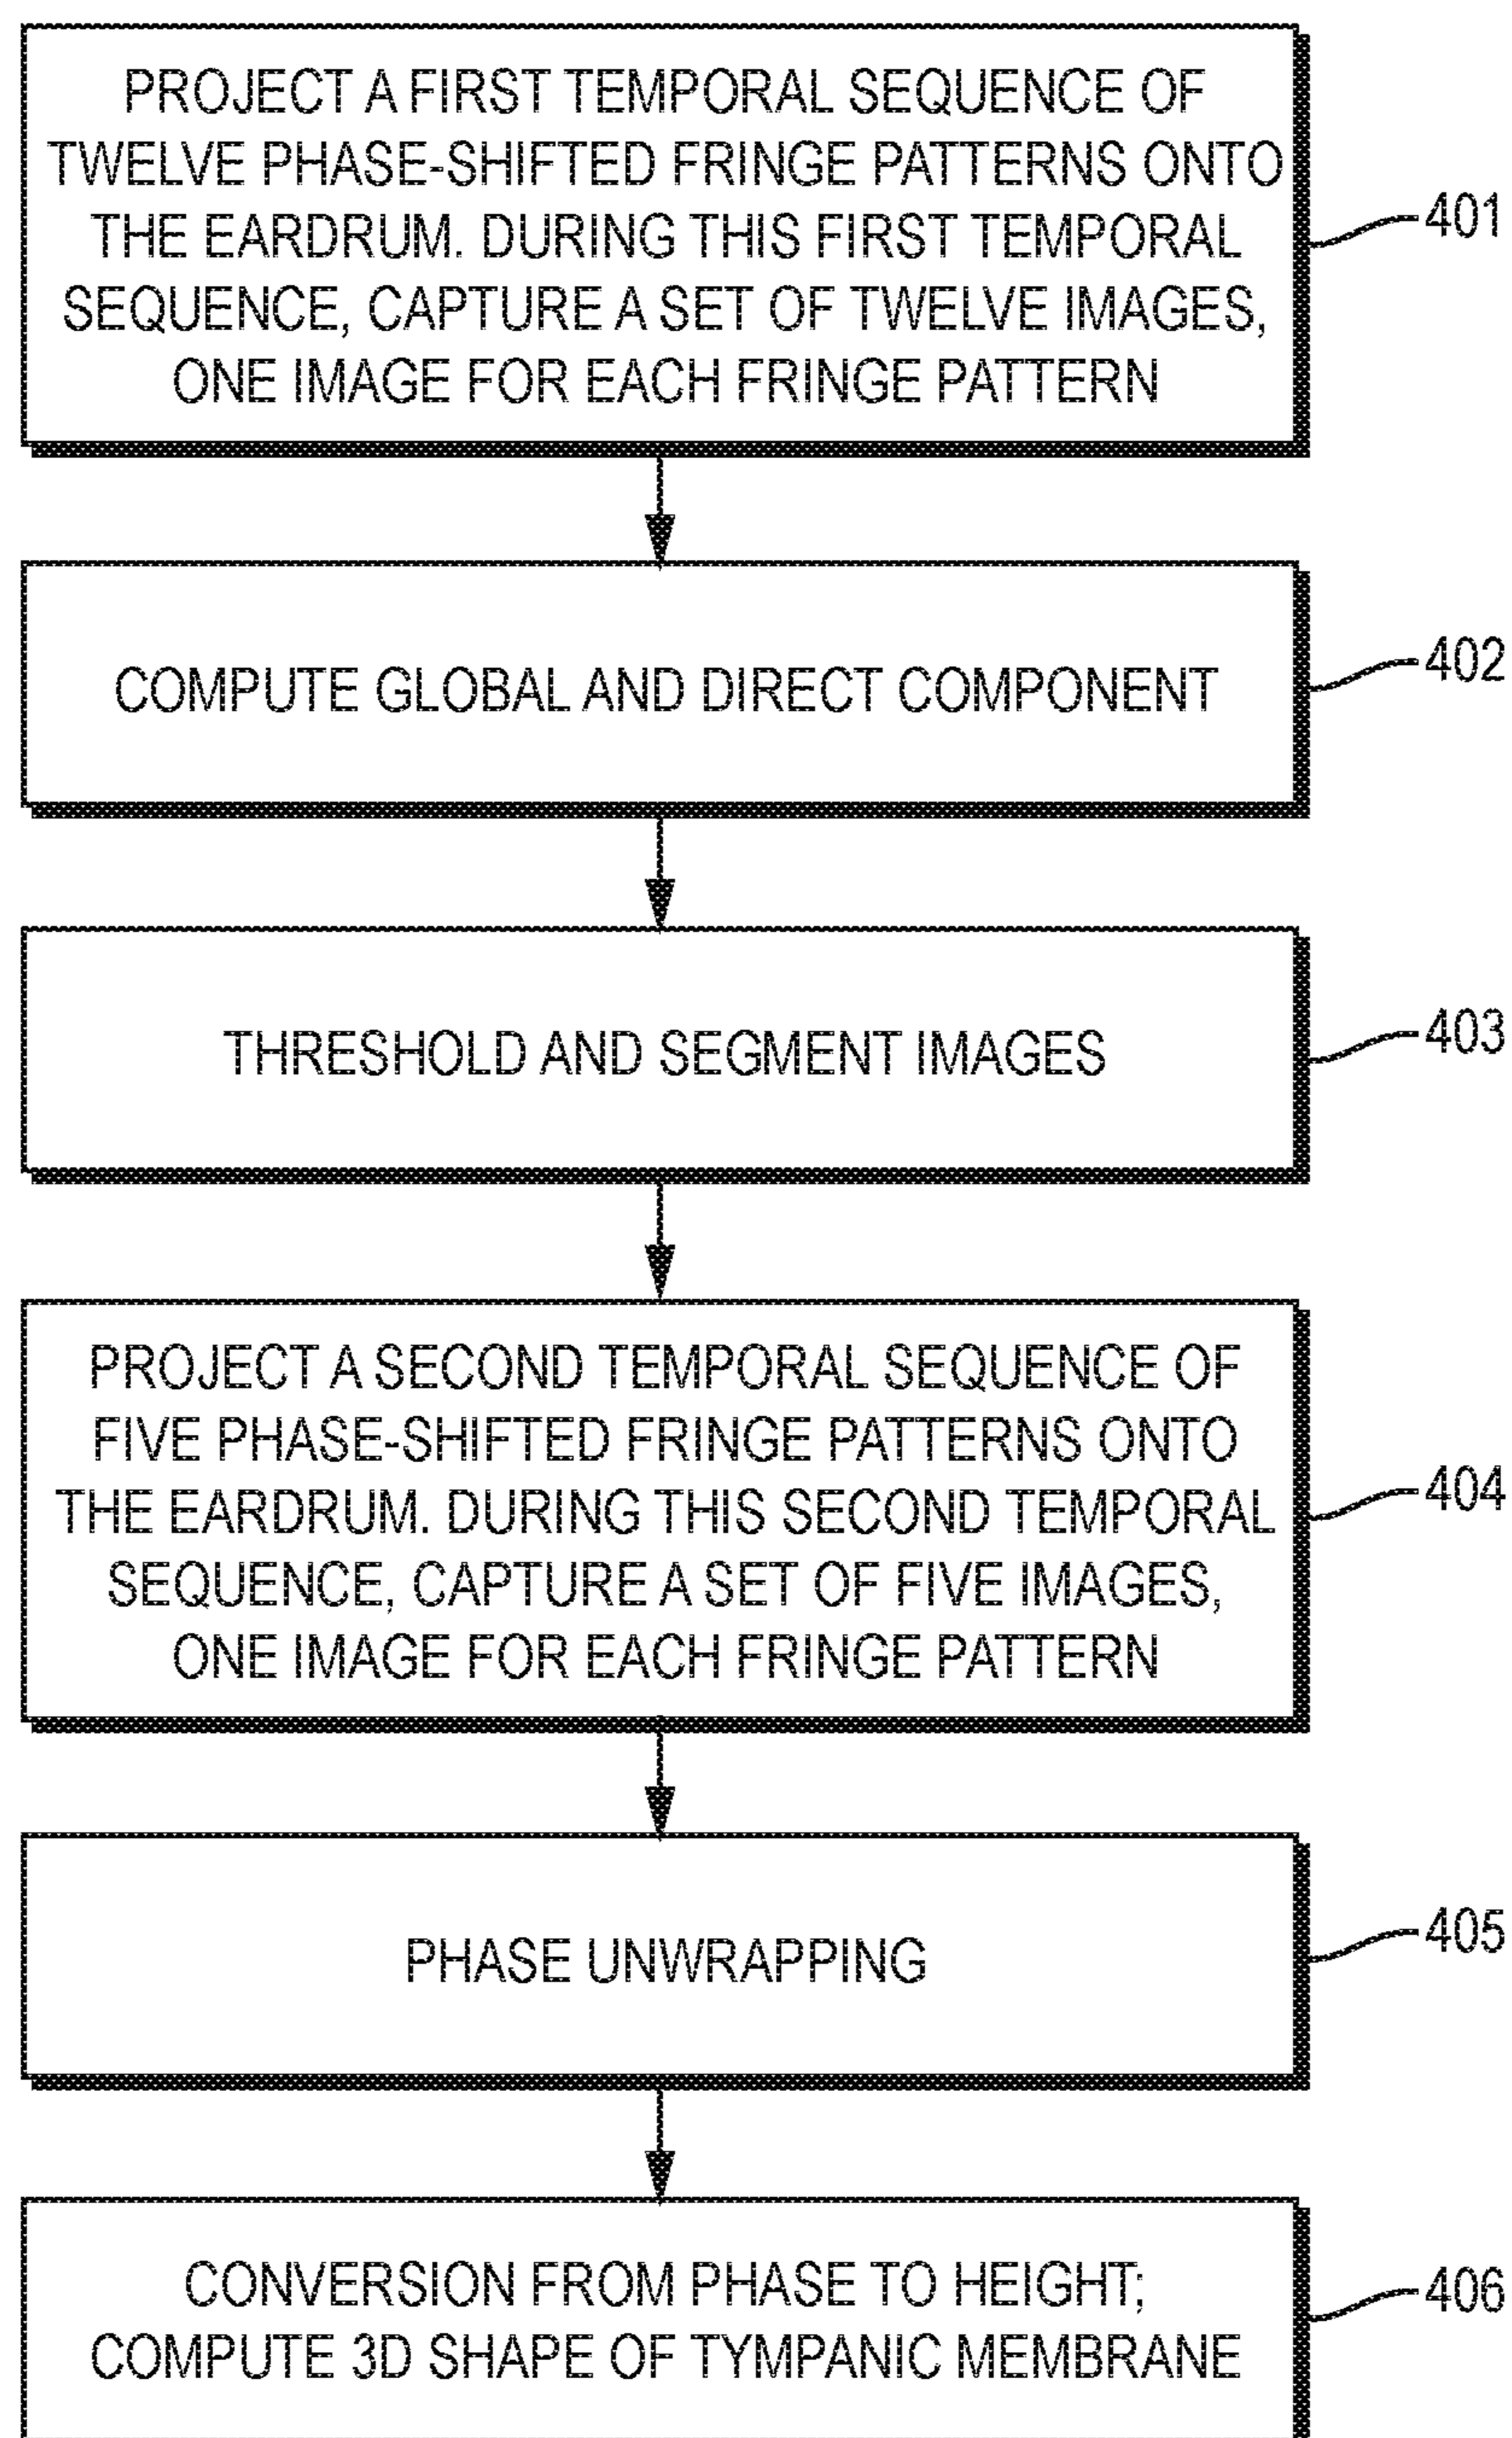 PROJECT A FIRST TEMPORAL SEQUENCE OF
TWELVE PHASE-SHIFTED FRINGE PATTERNS ONTO
THE EARDRUM. DURING THIS FIRST TEMPORAL
SEQUENCE, CAPTURE A SET OF TWELVE IMAGES,
ONE IMAGE FOR EACH FRINGE PATTERN
401
COMPUTE GLOBAL AND DIRECT COMPONENT
402
THRESHOLD AND SEGMENT IMAGES
403
PROJECT A SECOND TEMPORAL SEQUENCE OF
FIVE PHASE-SHIFTED FRINGE PATTERNS ONTO
THE EARDRUM. DURING THIS SECOND TEMPORAL
SEQUENCE, CAPTURE A SET OF FIVE IMAGES,
ONE IMAGE FOR EACH FRINGE PATTERN
404
PHASE UNWRAPPING
405
CONVERSION FROM PHASE TO HEIGHT;
COMPUTE 3D SHAPE OF TYMPANIC MEMBRANE
406